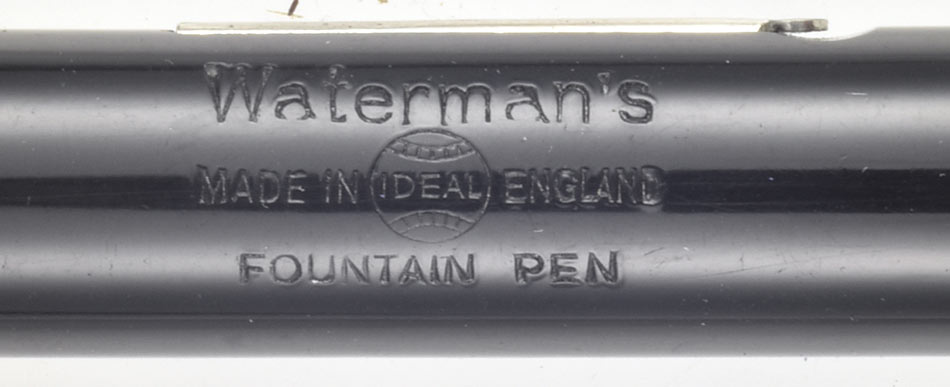 Waterman's
MADE IN IDEAL ENGLAND
FOUNTAIN PEN